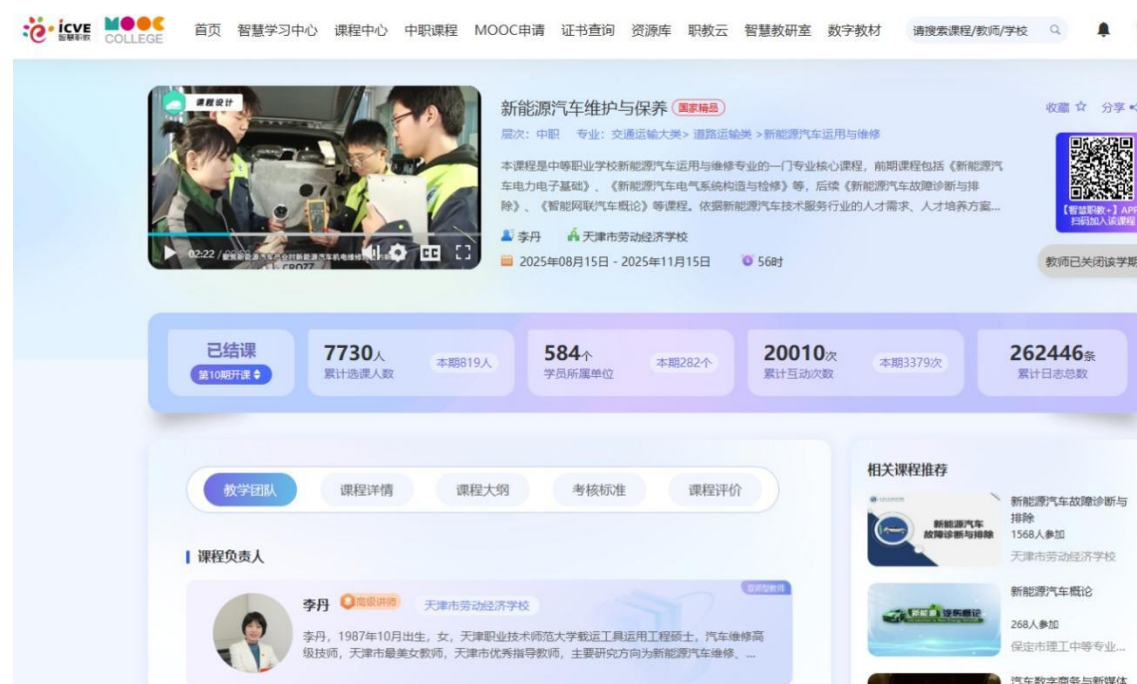 icve 智慧职教 MOOC COLLEGE 首页 智慧学习中心 课程中心 中职课程 MOOC申请 证书查询 资源库 职教云 智慧教研室 数字教材 请搜索课程/教师/学校
课程设计
02:22
新能源汽车维护与保养 国家精品
收藏 分享
层次：中职 专业：交通运输大类> 道路运输类 >新能源汽车运用与维修
本课程是中等职业学校新能源汽车运用与维修专业的一门专业核心课程，前期课程包括《新能源汽
车电力电子基础》、《新能源汽车电气系统构造与检修》等，后续《新能源汽车故障诊断与排
除》、《智能网联汽车概论》等课程。依据新能源汽车技术服务行业的人才需求、人才培养方案...
李丹 天津市劳动经济学校
2025年08月15日 - 2025年11月15日 56时
【智慧职教+】APP
扫码加入该课程
教师已关闭该学期
已结课
第10期开课
7730人
累计选课人数
本期819人
584个
学员所属单位
本期282个
20010次
累计互动次数
本期3379次
262446条
累计日志总数
教学团队 课程详情 课程大纲 考核标准 课程评价
课程负责人
双师型教师
李丹 高级讲师 天津市劳动经济学校
李丹，1987年10月出生，女，天津职业技术师范大学载运工具运用工程硕士，汽车维修高
级技师，天津市最美女教师，天津市优秀指导教师，主要研究方向为新能源汽车维修、...
相关课程推荐
新能源汽车
故障诊断与排除
新能源汽车故障诊断与
排除
1568人参加
天津市劳动经济学校
新能源汽车概论
新能源汽车概论
268人参加
保定市理工中等专业...
汽车数字商务与新媒体